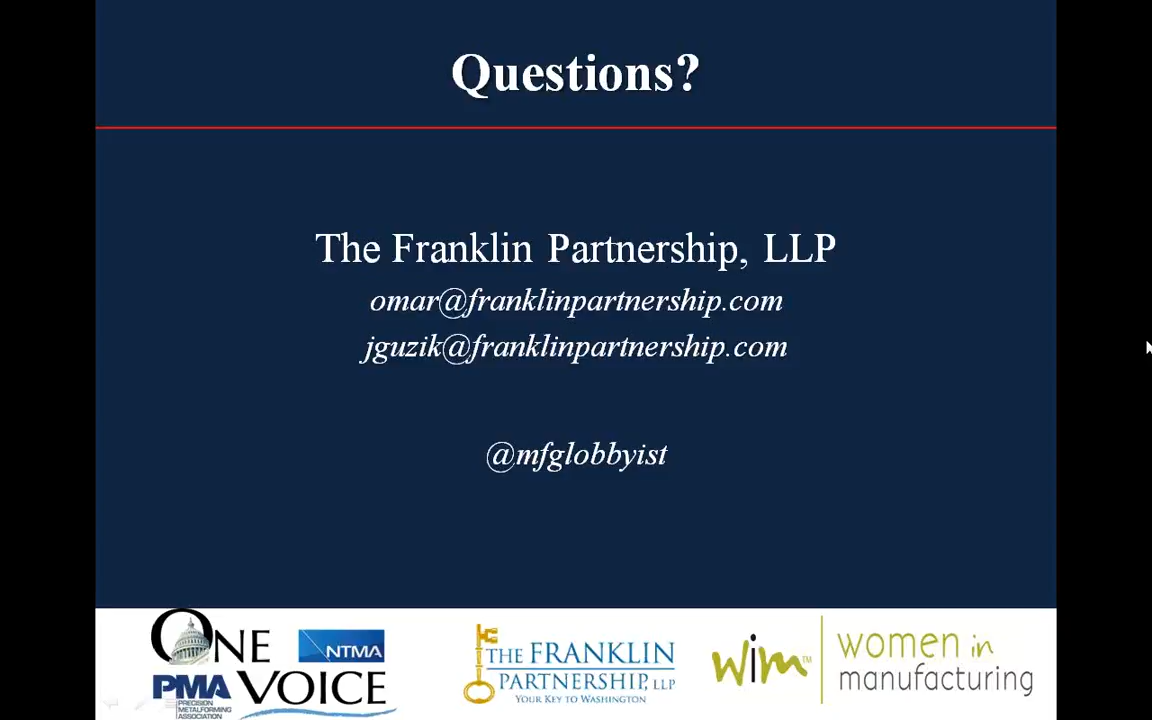 Questions?
The Franklin Partnership, LLP
omar@franklinpartnership.com
jguzik@franklinpartnership.com
@mfglobbyist
ONE VOICE
NTMA
PMA
PRECISION
METALFORMING
ASSOCIATION
THE FRANKLIN
PARTNERSHIP, LLP
YOUR KEY TO WASHINGTON
wim™
women in
manufacturing